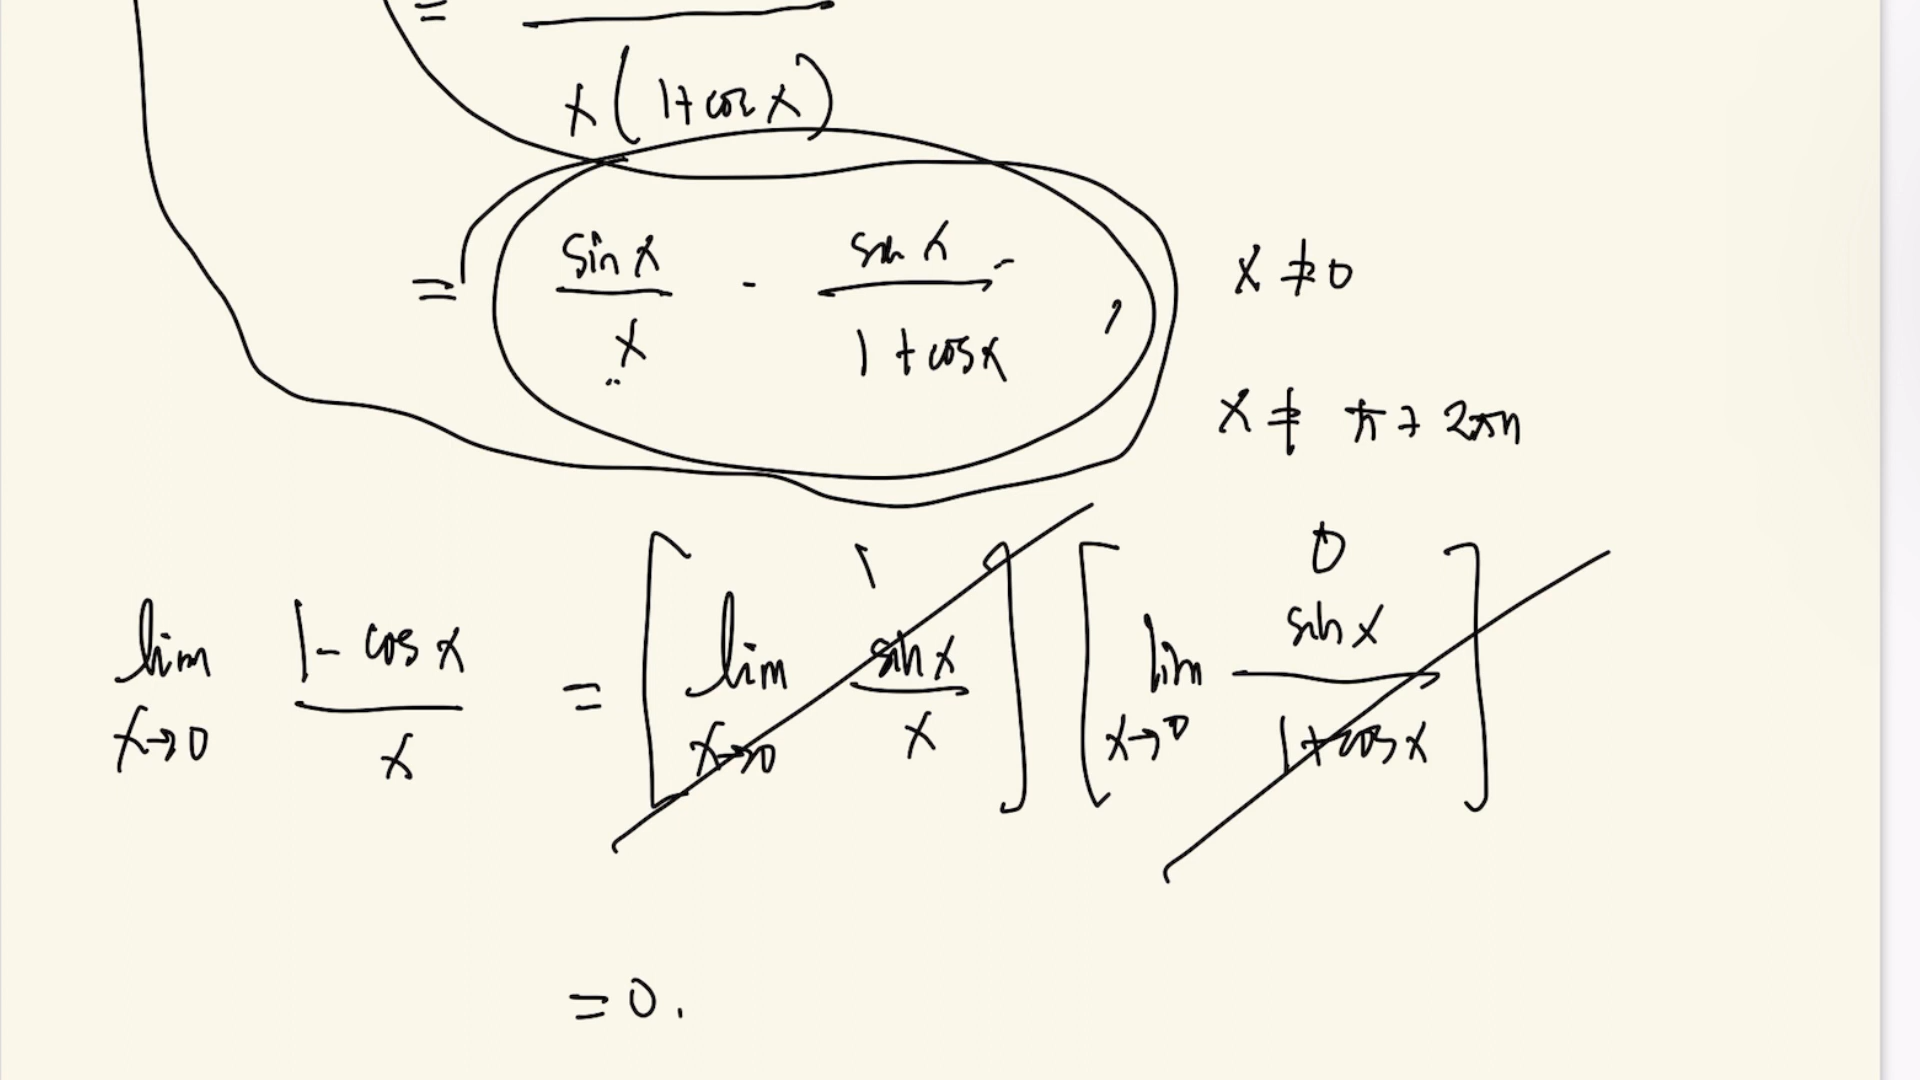 =
x(1+cos x)
= sin x / x · sin x / 1+cosx , x ≠ 0
x ≠ π + 2πn
lim x→0 1-cos x / x = [ lim x→0 sin x / x ] 1 [ lim x→0 sin x / 1+cos x ] 0
= 0.